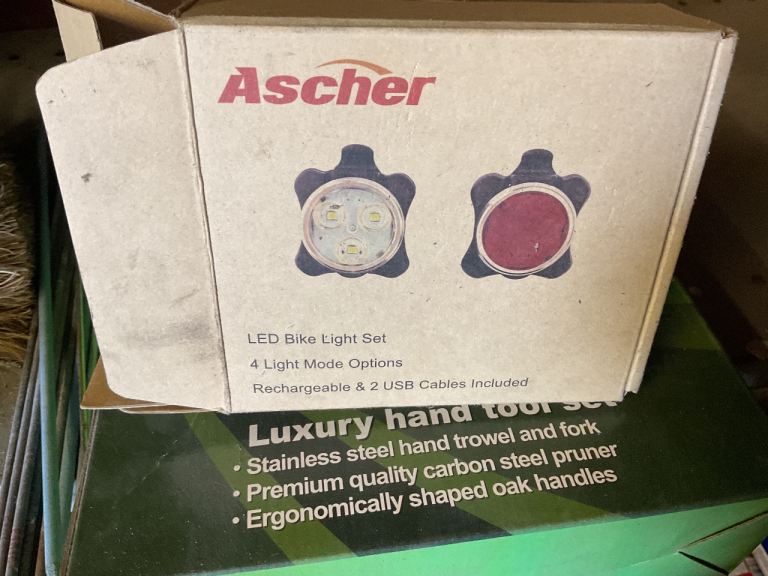 Ascher
LED Bike Light Set
4 Light Mode Options
Rechargeable & 2 USB Cables Included
Luxury hand tool set
• Stainless steel hand trowel and fork
• Premium quality carbon steel pruner
• Ergonomically shaped oak handles